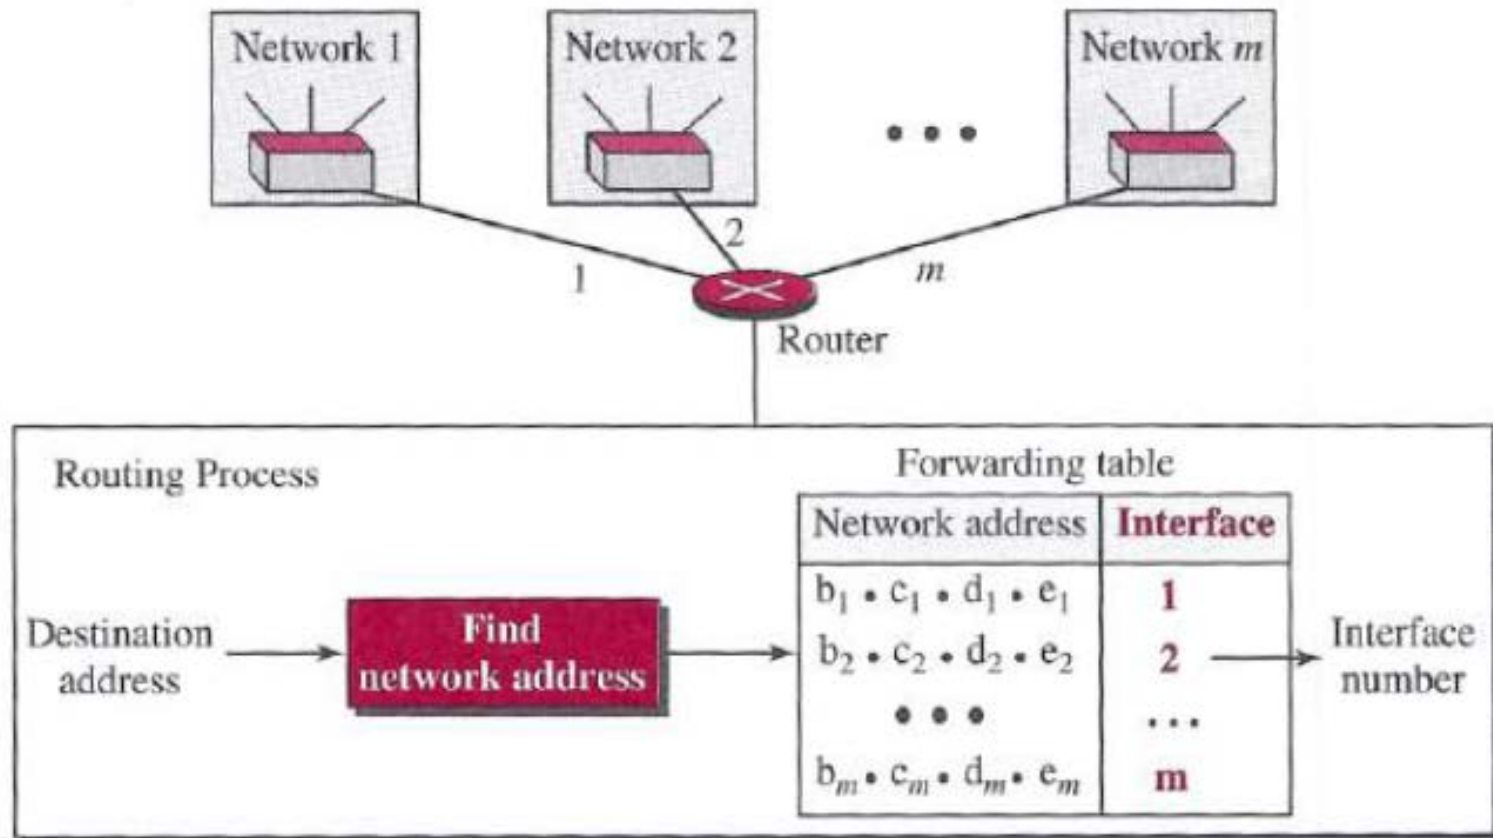 Network 1
Network 2
Network m
1
2
m
Router
Routing Process
Forwarding table
Network address Interface
Destination
address
Find
network address
b₁ • c₁ • d₁ • e₁ 1
b₂ • c₂ • d₂ • e₂ 2
• • • • • •
bₘ • cₘ • dₘ • eₘ m
Interface
number